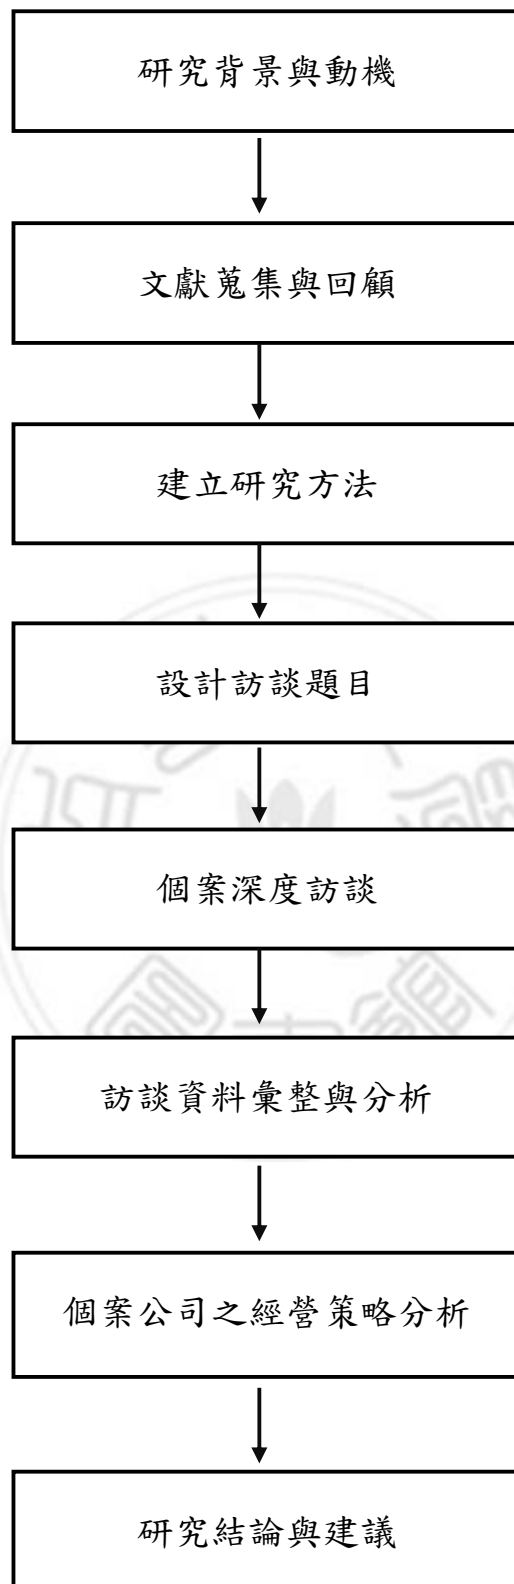 研究背景與動機
文獻蒐集與回顧
建立研究方法
設計訪談題目
個案深度訪談
訪談資料彙整與分析
個案公司之經營策略分析
研究結論與建議